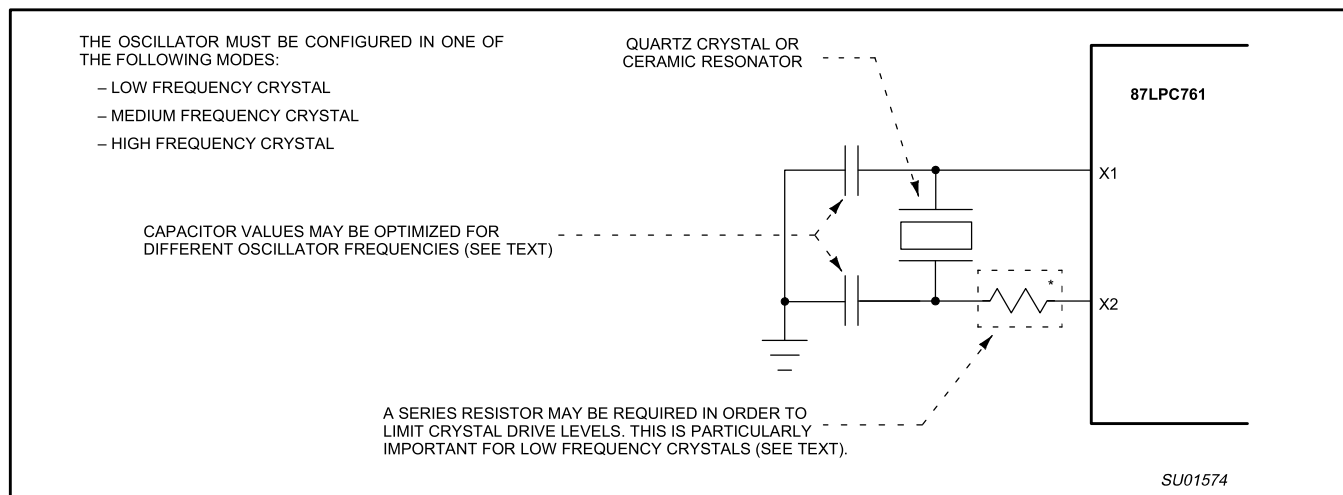 THE OSCILLATOR MUST BE CONFIGURED IN ONE OF
THE FOLLOWING MODES:
– LOW FREQUENCY CRYSTAL
– MEDIUM FREQUENCY CRYSTAL
– HIGH FREQUENCY CRYSTAL
QUARTZ CRYSTAL OR
CERAMIC RESONATOR
87LPC761
X1
CAPACITOR VALUES MAY BE OPTIMIZED FOR
DIFFERENT OSCILLATOR FREQUENCIES (SEE TEXT)
*
X2
A SERIES RESISTOR MAY BE REQUIRED IN ORDER TO
LIMIT CRYSTAL DRIVE LEVELS. THIS IS PARTICULARLY
IMPORTANT FOR LOW FREQUENCY CRYSTALS (SEE TEXT).
SU01574